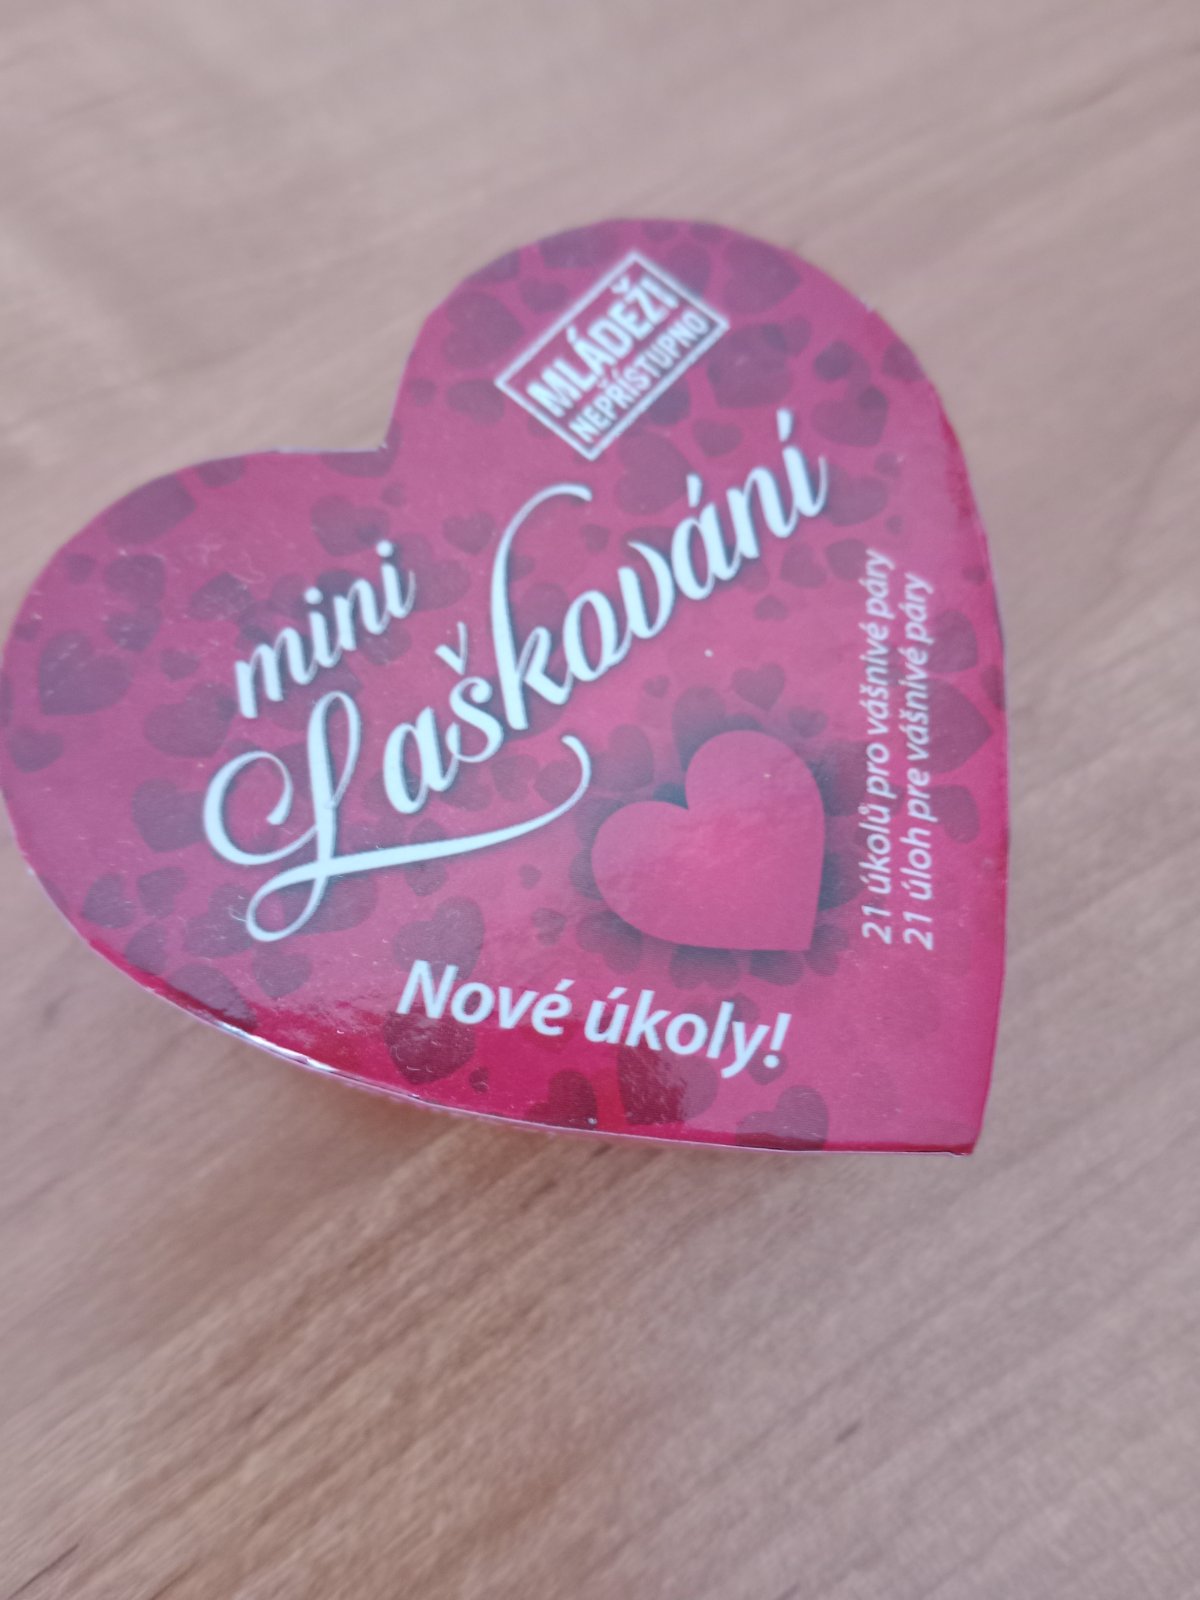 MLÁDEŽI
NEPŘÍSTUPNO
mini
Laškování
21 úkolů pro vášnivé páry
21 úloh pre vášnivé páry
Nové úkoly!